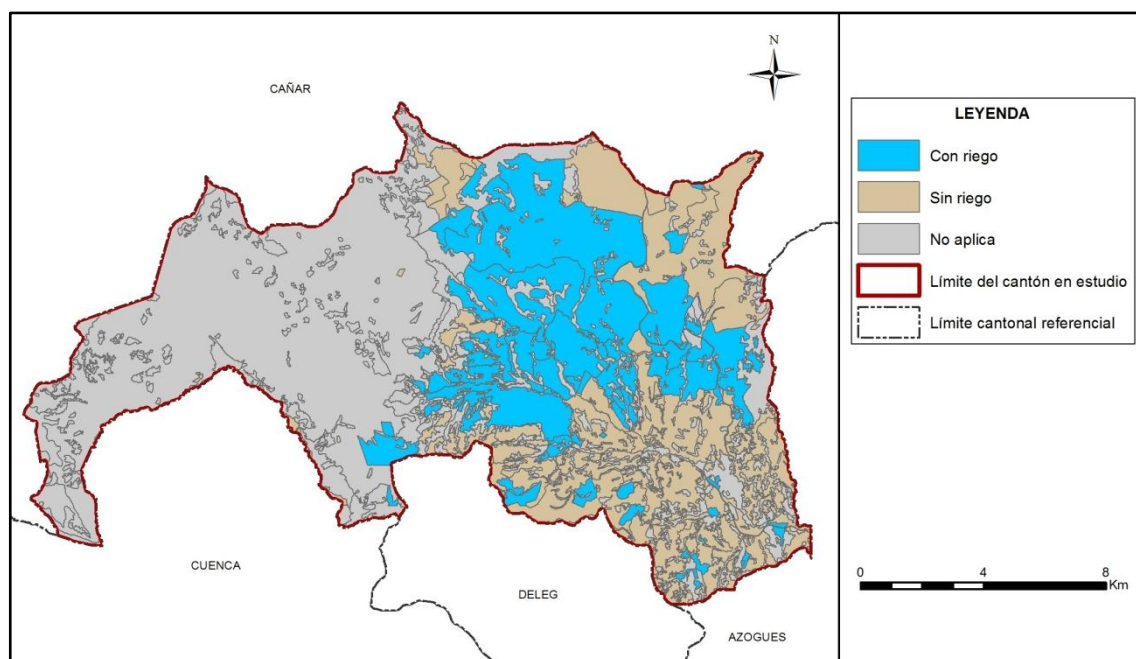 N
CAÑAR
CUENCA
DELEG
AZOGUES
LEYENDA
Con riego
Sin riego
No aplica
Límite del cantón en estudio
Límite cantonal referencial
0 4 8
Km